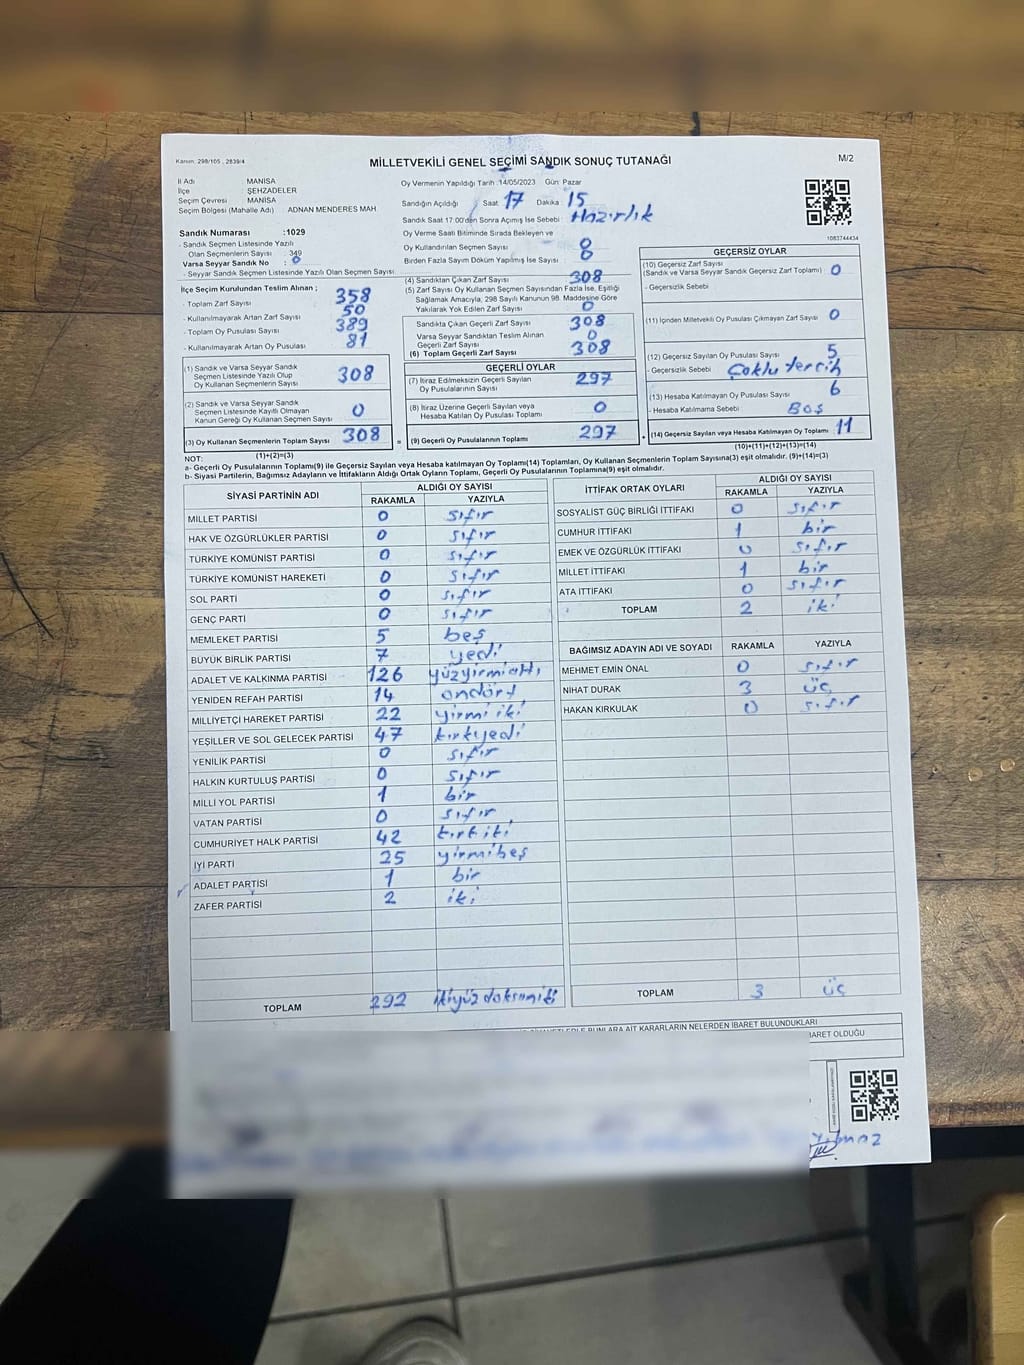 Kanun: 298/105 , 2839/4
MİLLETVEKİLİ GENEL SEÇİMİ SANDIK SONUÇ TUTANAĞI
M/2
İl Adı : MANİSA
İlçe : ŞEHZADELER
Seçim Çevresi : MANİSA
Seçim Bölgesi (Mahalle Adı) : ADNAN MENDERES MAH.
Sandık Numarası :1029
- Sandık Seçmen Listesinde Yazılı
Olan Seçmenlerin Sayısı : 349
Varsa Seyyar Sandık No : 0
- Seyyar Sandık Seçmen Listesinde Yazılı Olan Seçmen Sayısı:
Oy Vermenin Yapıldığı Tarih :14/05/2023 Gün: Pazar
Sandığın Açıldığı Saat: 17 Dakika: 15
Sandık Saat 17:00'den Sonra Açılmış İse Sebebi : Hazırlık
Oy Verme Saati Bitiminde Sırada Bekleyen ve
Oy Kullandırılan Seçmen Sayısı : 8
Birden Fazla Sayım Döküm Yapılmış İse Sayısı : 0
1083744434
İlçe Seçim Kurulundan Teslim Alınan ;
- Toplam Zarf Sayısı : 358
- Kullanılmayarak Artan Zarf Sayısı : 50
- Toplam Oy Pusulası Sayısı : 389
- Kullanılmayarak Artan Oy Pusulası : 81
(1) Sandık ve Varsa Seyyar Sandık
Seçmen Listesinde Yazılı Olup
Oy Kullanan Seçmenlerin Sayısı 308
(2) Sandık ve Varsa Seyyar Sandık
Seçmen Listesinde Kayıtlı Olmayan
Kanun Gereği Oy Kullanan Seçmen Sayısı 0
(3) Oy Kullanan Seçmenlerin Toplam Sayısı 308
(1)+(2)=(3)
(4) Sandıktan Çıkan Zarf Sayısı : 308
(5) Zarf Sayısı Oy Kullanan Seçmen Sayısından Fazla İse, Eşitliği
Sağlamak Amacıyla, 298 Sayılı Kanunun 98. Maddesine Göre
Yakılarak Yok Edilen Zarf Sayısı : 0
Sandıkta Çıkan Geçerli Zarf Sayısı : 308
Varsa Seyyar Sandıktan Teslim Alınan
Geçerli Zarf Sayısı : 0
(6) Toplam Geçerli Zarf Sayısı : 308
GEÇERLİ OYLAR
(7) İtiraz Edilmeksizin Geçerli Sayılan
Oy Pusulalarının Sayısı 297
(8) İtiraz Üzerine Geçerli Sayılan veya
Hesaba Katılan Oy Pusulası Toplamı 0
= (9) Geçerli Oy Pusulalarının Toplamı 297
GEÇERSİZ OYLAR
(10) Geçersiz Zarf Sayısı
(Sandık ve Varsa Seyyar Sandık Geçersiz Zarf Toplamı) : 0
- Geçersizlik Sebebi :
(11) İçinden Milletvekili Oy Pusulası Çıkmayan Zarf Sayısı : 0
(12) Geçersiz Sayılan Oy Pusulası Sayısı : 5
- Geçersizlik Sebebi : Çoklu tercih
(13) Hesaba Katılmayan Oy Pusulası Sayısı : 6
- Hesaba Katılmama Sebebi : Boş
+ (14) Geçersiz Sayılan veya Hesaba Katılmayan Oy Toplamı : 11
(10)+(11)+(12)+(13)=(14)
NOT:
a- Geçerli Oy Pusulalarının Toplamı(9) ile Geçersiz Sayılan veya Hesaba katılmayan Oy Toplamı(14) Toplamları, Oy Kullanan Seçmenlerin Toplam Sayısına(3) eşit olmalıdır. (9)+(14)=(3)
b- Siyasi Partilerin, Bağımsız Adayların ve İttifakların Aldığı Ortak Oyların Toplamı, Geçerli Oy Pusulalarının Toplamına(9) eşit olmalıdır.
SİYASİ PARTİNİN ADI ALDIĞI OY SAYISI
RAKAMLA YAZIYLA
MİLLET PARTİSİ 0 sıfır
HAK VE ÖZGÜRLÜKLER PARTİSİ 0 sıfır
TÜRKİYE KOMÜNİST PARTİSİ 0 sıfır
TÜRKİYE KOMÜNİST HAREKETİ 0 sıfır
SOL PARTİ 0 sıfır
GENÇ PARTİ 0 sıfır
MEMLEKET PARTİSİ 5 beş
BÜYÜK BİRLİK PARTİSİ 7 yedi
ADALET VE KALKINMA PARTİSİ 126 yüzyirmialtı
YENİDEN REFAH PARTİSİ 14 ondört
MİLLİYETÇİ HAREKET PARTİSİ 22 yirmi iki
YEŞİLLER VE SOL GELECEK PARTİSİ 47 kırkyedi
YENİLİK PARTİSİ 0 sıfır
HALKIN KURTULUŞ PARTİSİ 0 sıfır
MİLLİ YOL PARTİSİ 1 bir
VATAN PARTİSİ 0 sıfır
CUMHURİYET HALK PARTİSİ 42 kırk iki
İYİ PARTİ 25 yirmibeş
ADALET PARTİSİ 1 bir
ZAFER PARTİSİ 2 iki
TOPLAM 292 ikiyüz doksaniki
İTTİFAK ORTAK OYLARI ALDIĞI OY SAYISI
RAKAMLA YAZIYLA
SOSYALİST GÜÇ BİRLİĞİ İTTİFAKI 0 sıfır
CUMHUR İTTİFAKI 1 bir
EMEK VE ÖZGÜRLÜK İTTİFAKI 0 sıfır
MİLLET İTTİFAKI 1 bir
ATA İTTİFAKI 0 sıfır
TOPLAM 2 iki
BAĞIMSIZ ADAYIN ADI VE SOYADI RAKAMLA YAZIYLA
MEHMET EMİN ÖNAL 0 sıfır
NİHAT DURAK 3 üç
HAKAN KIRKULAK 0 sıfır
TOPLAM 3 üç
BUNLARA AİT KARARLARIN NELERDEN İBARET BULUNDUKLARI
İBARET OLDUĞU